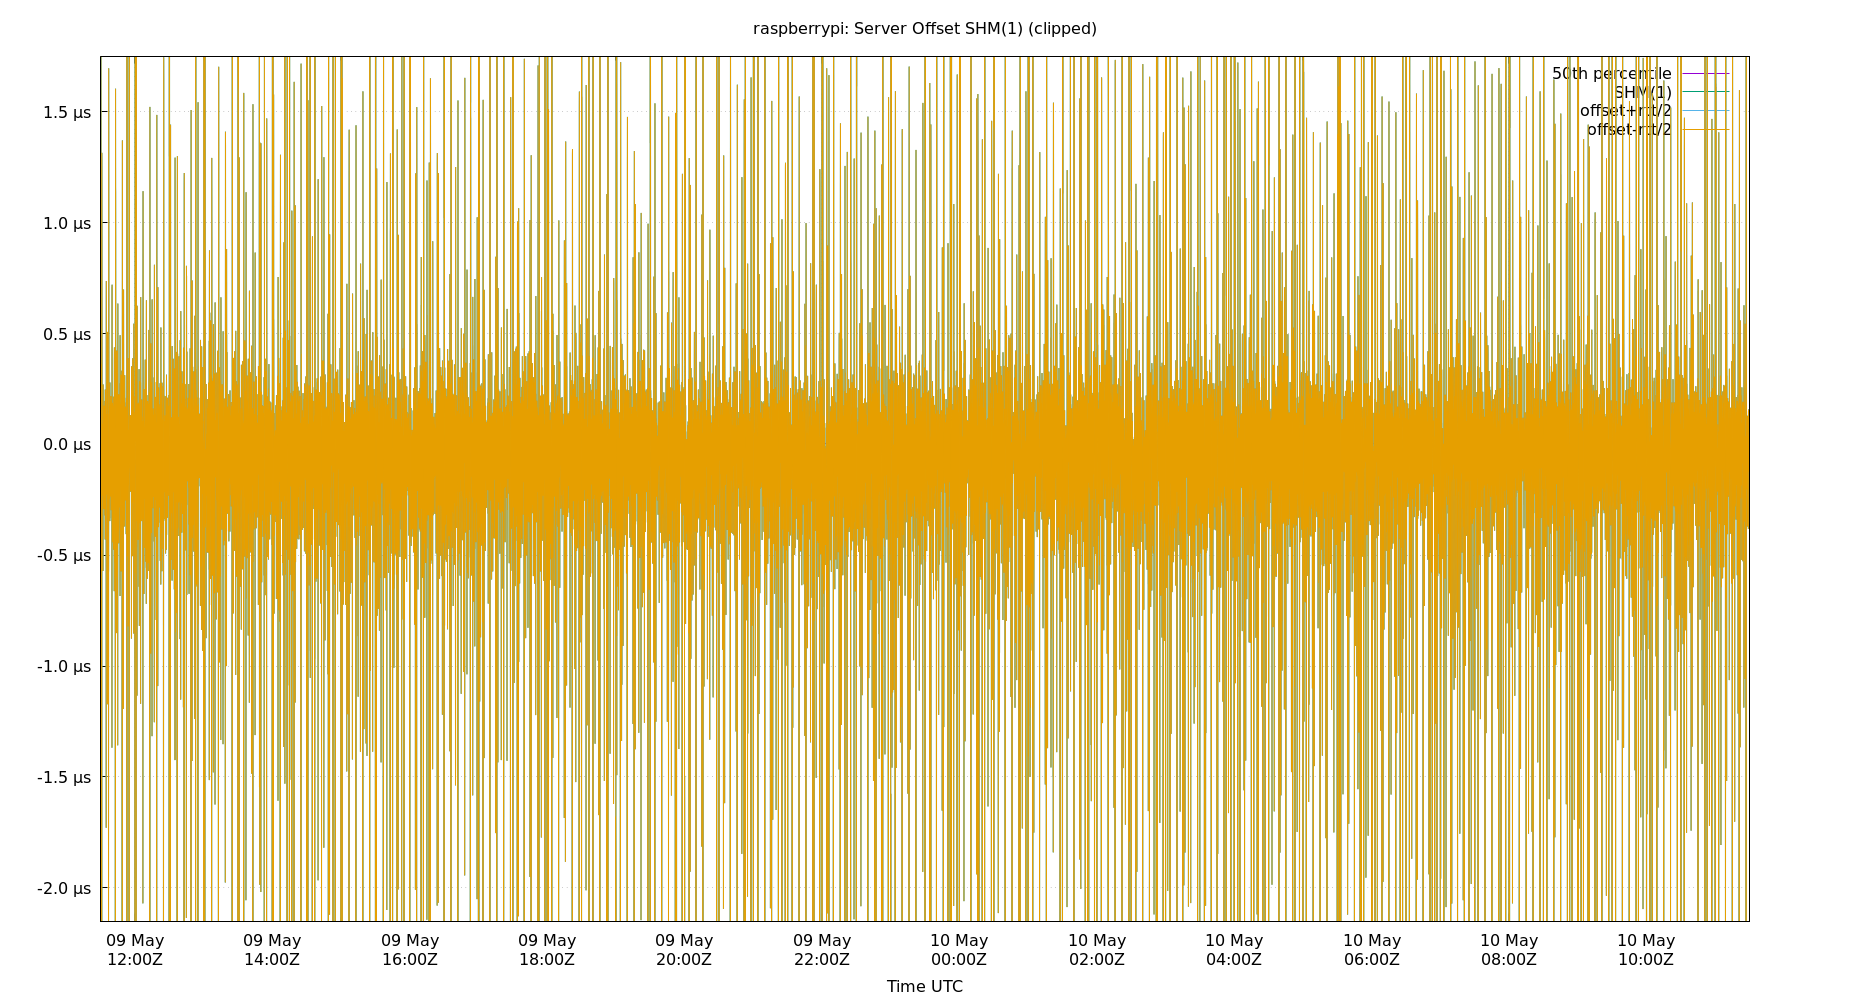 raspberrypi: Server Offset SHM(1) (clipped)
50th percentile
SHM(1)
offset+rtt/2
offset-rtt/2
1.5 µs
1.0 µs
0.5 µs
0.0 µs
-0.5 µs
-1.0 µs
-1.5 µs
-2.0 µs
09 May 09 May 09 May 09 May 09 May 09 May 10 May 10 May 10 May 10 May 10 May 10 May
12:00Z 14:00Z 16:00Z 18:00Z 20:00Z 22:00Z 00:00Z 02:00Z 04:00Z 06:00Z 08:00Z 10:00Z
Time UTC